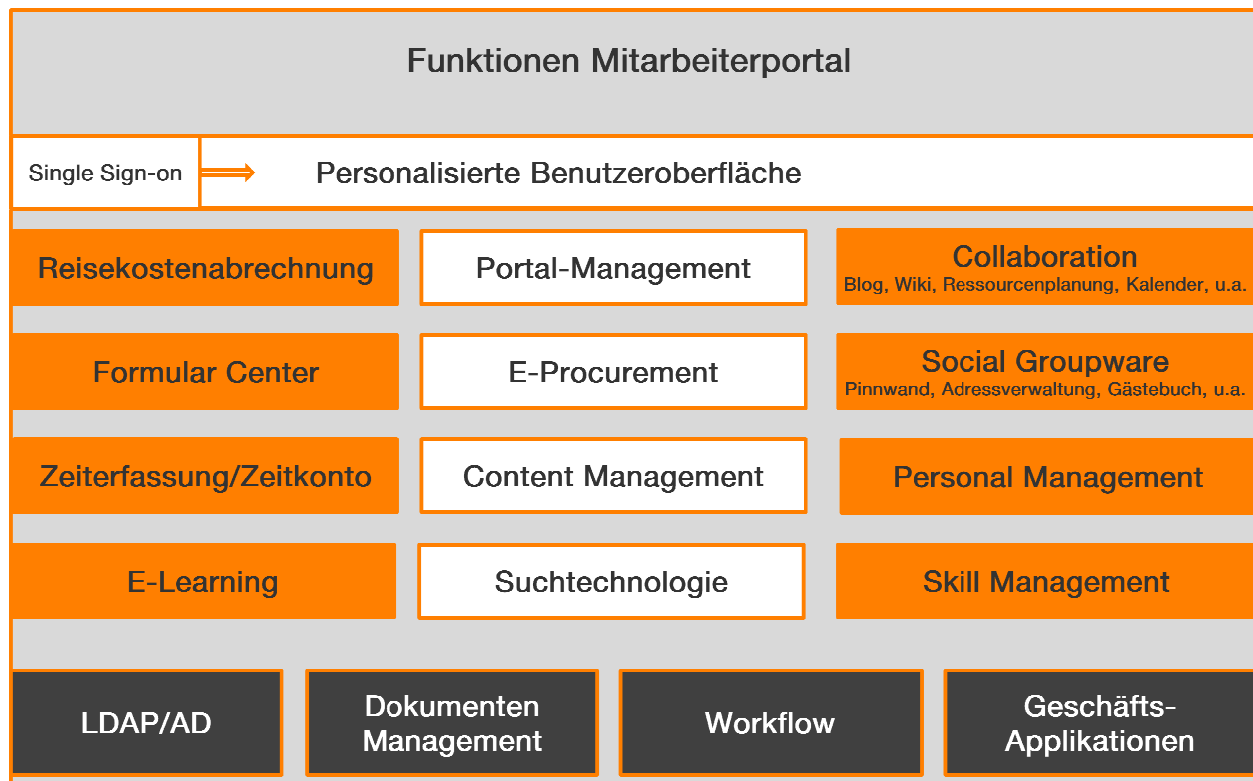 Funktionen Mitarbeiterportal
Single Sign-on
Personalisierte Benutzeroberfläche
Reisekostenabrechnung
Portal-Management
Collaboration
Blog, Wiki, Ressourcenplanung, Kalender, u.a.
Formular Center
E-Procurement
Social Groupware
Pinnwand, Adressverwaltung, Gästebuch, u.a.
Zeiterfassung/Zeitkonto
Content Management
Personal Management
E-Learning
Suchtechnologie
Skill Management
LDAP/AD
Dokumenten
Management
Workflow
Geschäfts-
Applikationen